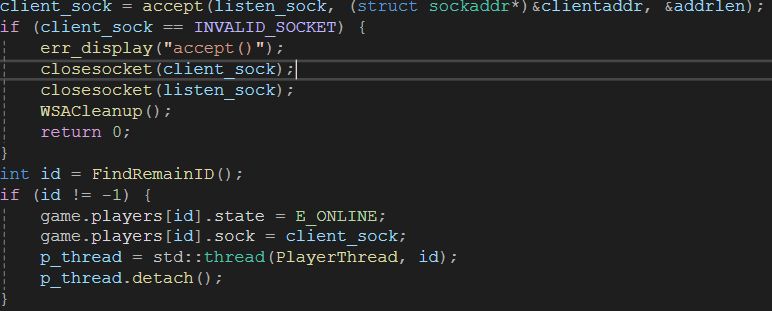 client_sock = accept(listen_sock, (struct sockaddr*)&clientaddr, &addrlen);
if (client_sock == INVALID_SOCKET) {
err_display("accept()");
closesocket(client_sock);
closesocket(listen_sock);
WSACleanup();
return 0;
}
int id = FindRemainID();
if (id != -1) {
game.players[id].state = E_ONLINE;
game.players[id].sock = client_sock;
p_thread = std::thread(PlayerThread, id);
p_thread.detach();
}